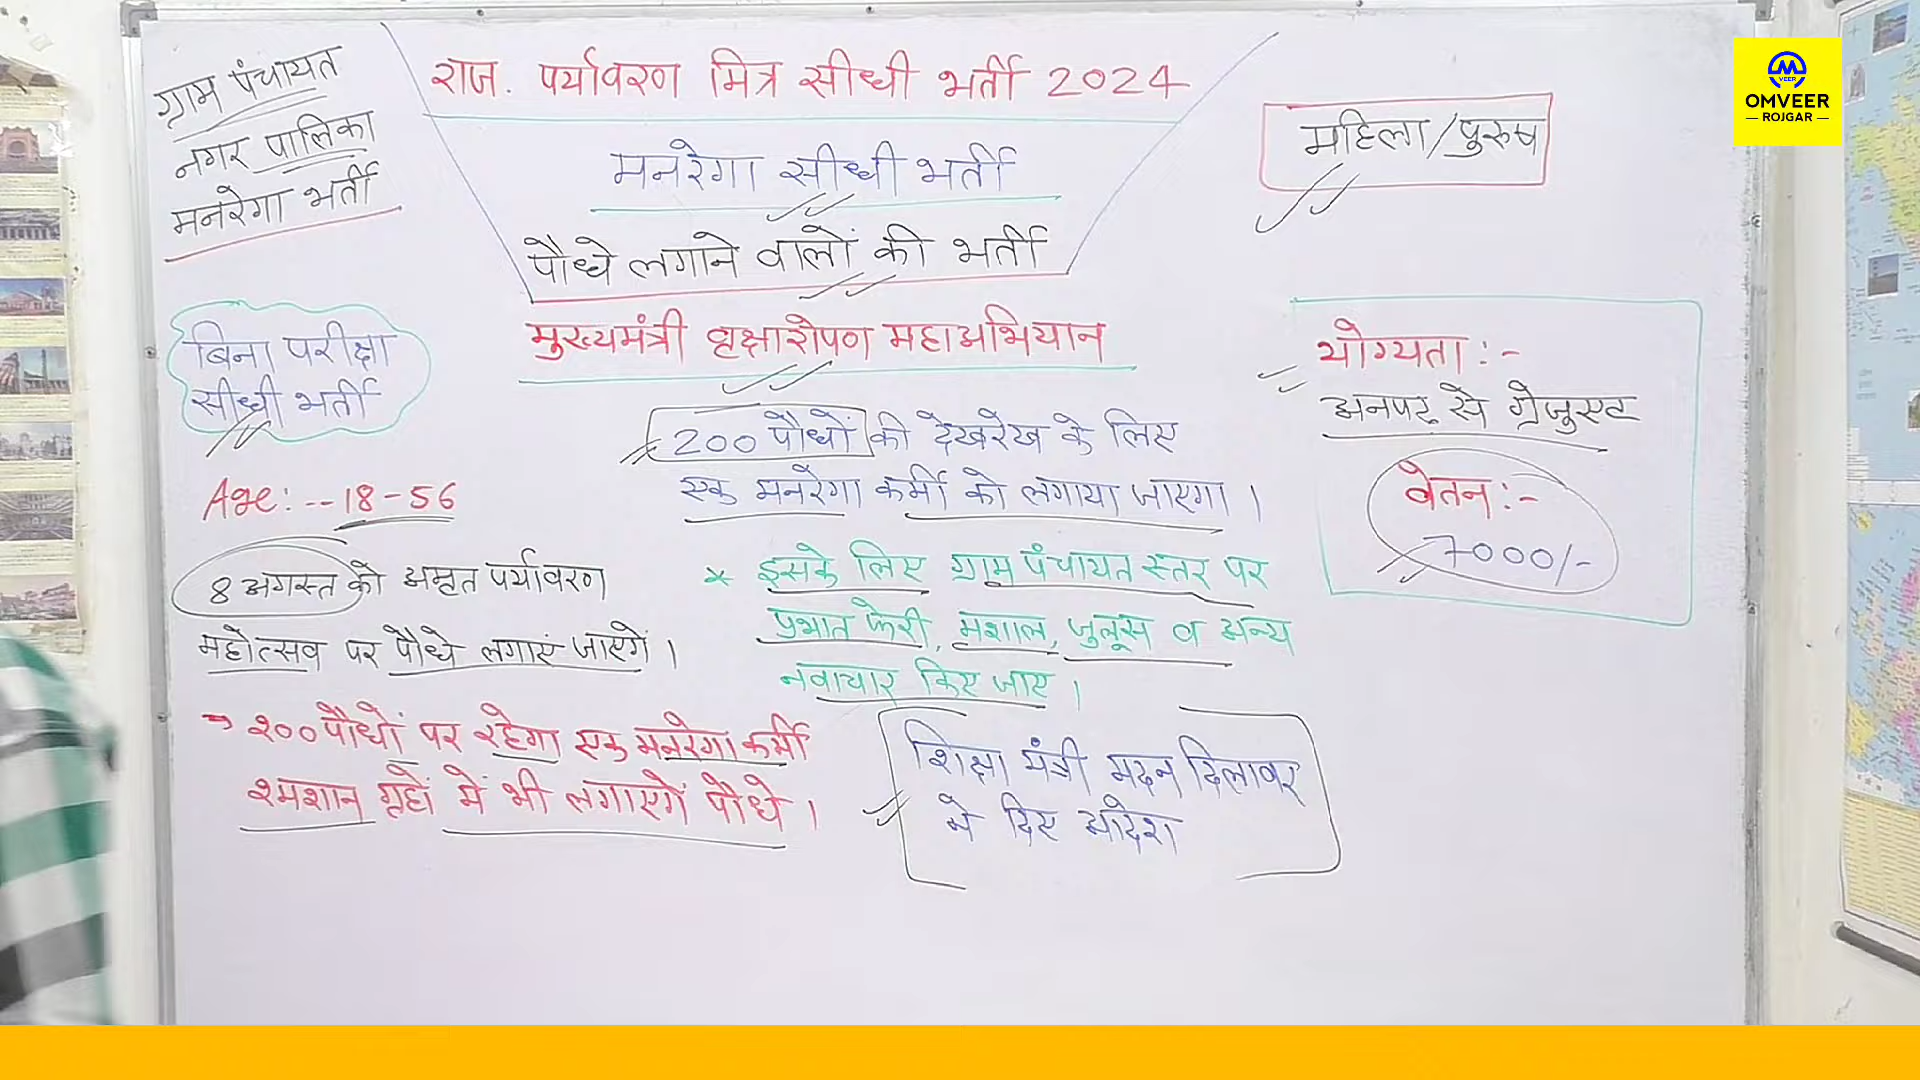 राज. पर्यावरण मित्र सीधी भर्ती 2024
मनरेगा सीधी भर्ती
पौधे लगाने वालों की भर्ती
मुख्यमंत्री वृक्षारोपण महाअभियान
ग्राम पंचायत
नगर पालिका
मनरेगा भर्ती
महिला/पुरुष
OMVEER
ROJGAR
VEER
बिना परीक्षा
सीधी भर्ती
Age: -- 18-56
8 अगस्त को अमृत पर्यावरण
महोत्सव पर पौधे लगाएं जाएगे।
→ २०० पौधों पर रहेगा एक मनरेगा कर्मी
श्मशान गृहों में भी लगाएगें पौधे।
200 पौधों की देखरेख के लिए
एक मनरेगा कर्मी को लगाया जाएगा।
* इसके लिए ग्राम पंचायत स्तर पर
प्रभात फेरी, मशाल, जुलूस व अन्य
नवाचार किए जाए।
शिक्षा मंत्री मदन दिलावर
ने दिए आदेश
योग्यता :-
अनपढ़ से ग्रेजुएट
वेतन :-
7000/-